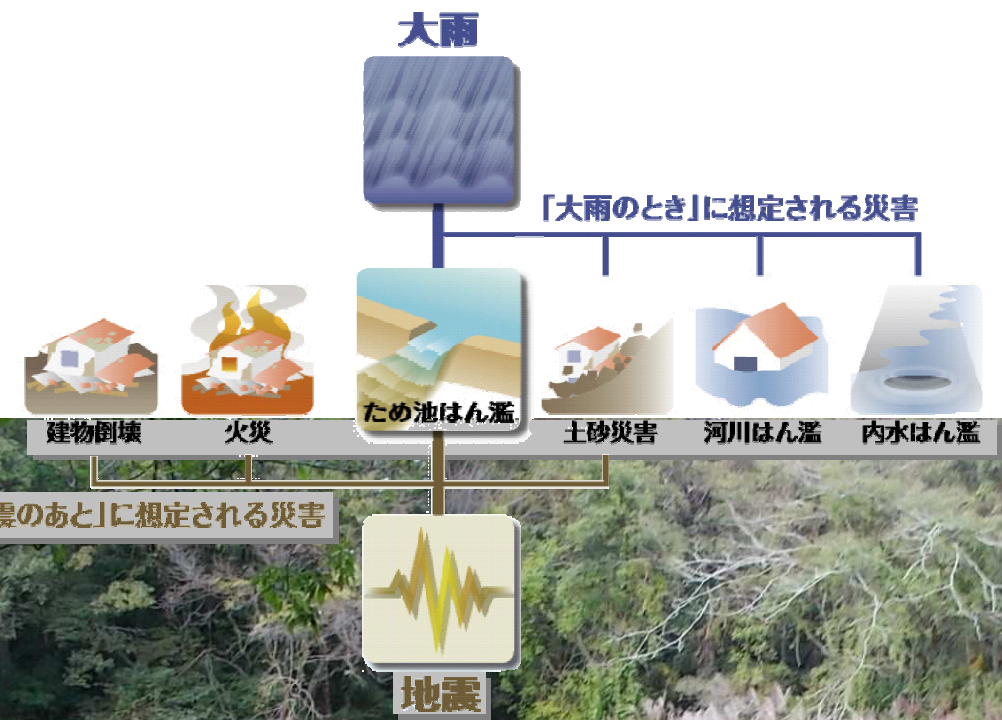 大雨
「大雨のとき」に想定される災害
建物倒壊
火災
ため池はん濫
土砂災害
河川はん濫
内水はん濫
震のあと」に想定される災害
地震